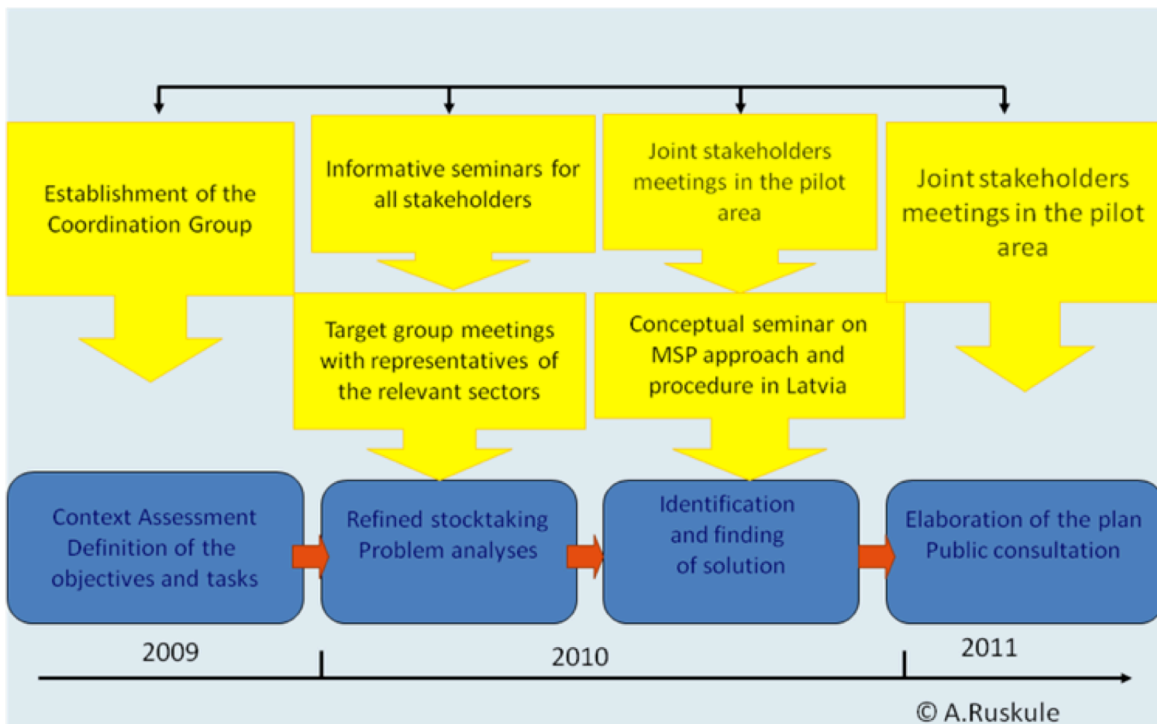 Establishment of the
Coordination Group
Informative seminars for
all stakeholders
Joint stakeholders
meetings in the pilot
area
Joint stakeholders
meetings in the pilot
area
Target group meetings
with representatives of
the relevant sectors
Conceptual seminar on
MSP approach and
procedure in Latvia
Context Assessment
Definition of the
objectives and tasks
Refined stocktaking
Problem analyses
Identification
and finding
of solution
Elaboration of the plan
Public consultation
2009
2010
2011
© A.Ruskule